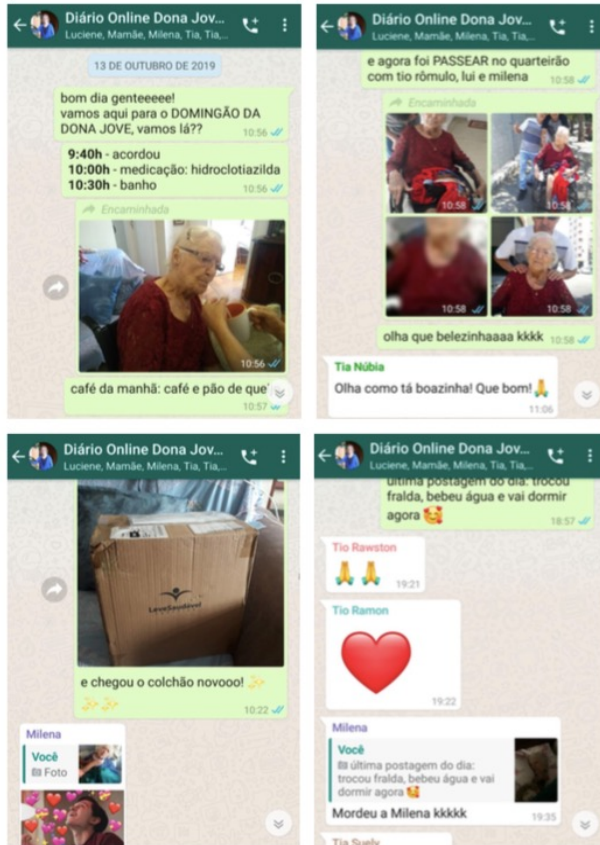 Diário Online Dona Jov...
Luciene, Mamãe, Milena, Tia, Tia,...
13 DE OUTUBRO DE 2019
bom dia genteeeee!
vamos aqui para o DOMINGÃO DA
DONA JOVE, vamos lá??
10:56
9:40h - acordou
10:00h - medicação: hidroclotiazilda
10:30h - banho
10:56
Encaminhada
10:56
café da manhã: café e pão de que
10:57
Diário Online Dona Jov...
Luciene, Mamãe, Milena, Tia, Tia,...
e agora foi PASSEAR no quarteirão
com tio rômulo, lui e milena
10:58
Encaminhada
10:58
10:58
10:58
10:58
olha que belezinhaaaa kkkk
10:58
Tia Núbia
Olha como tá boazinha! Que bom!🙏
11:06
Diário Online Dona Jov...
Luciene, Mamãe, Milena, Tia, Tia,...
LeveSaudável
e chegou o colchão novooo!
10:22
Milena
Você
Foto
Diário Online Dona Jov...
Luciene, Mamãe, Milena, Tia, Tia,...
última postagem do dia: trocou
fralda, bebeu água e vai dormir
agora 🥰
18:57
Tio Rawston
🙏🙏
19:21
Tio Ramon
❤️
19:22
Milena
Você
última postagem do dia:
trocou fralda, bebeu água e vai
dormir agora 🥰
Mordeu a Milena kkkkk
19:35
Tia Suely